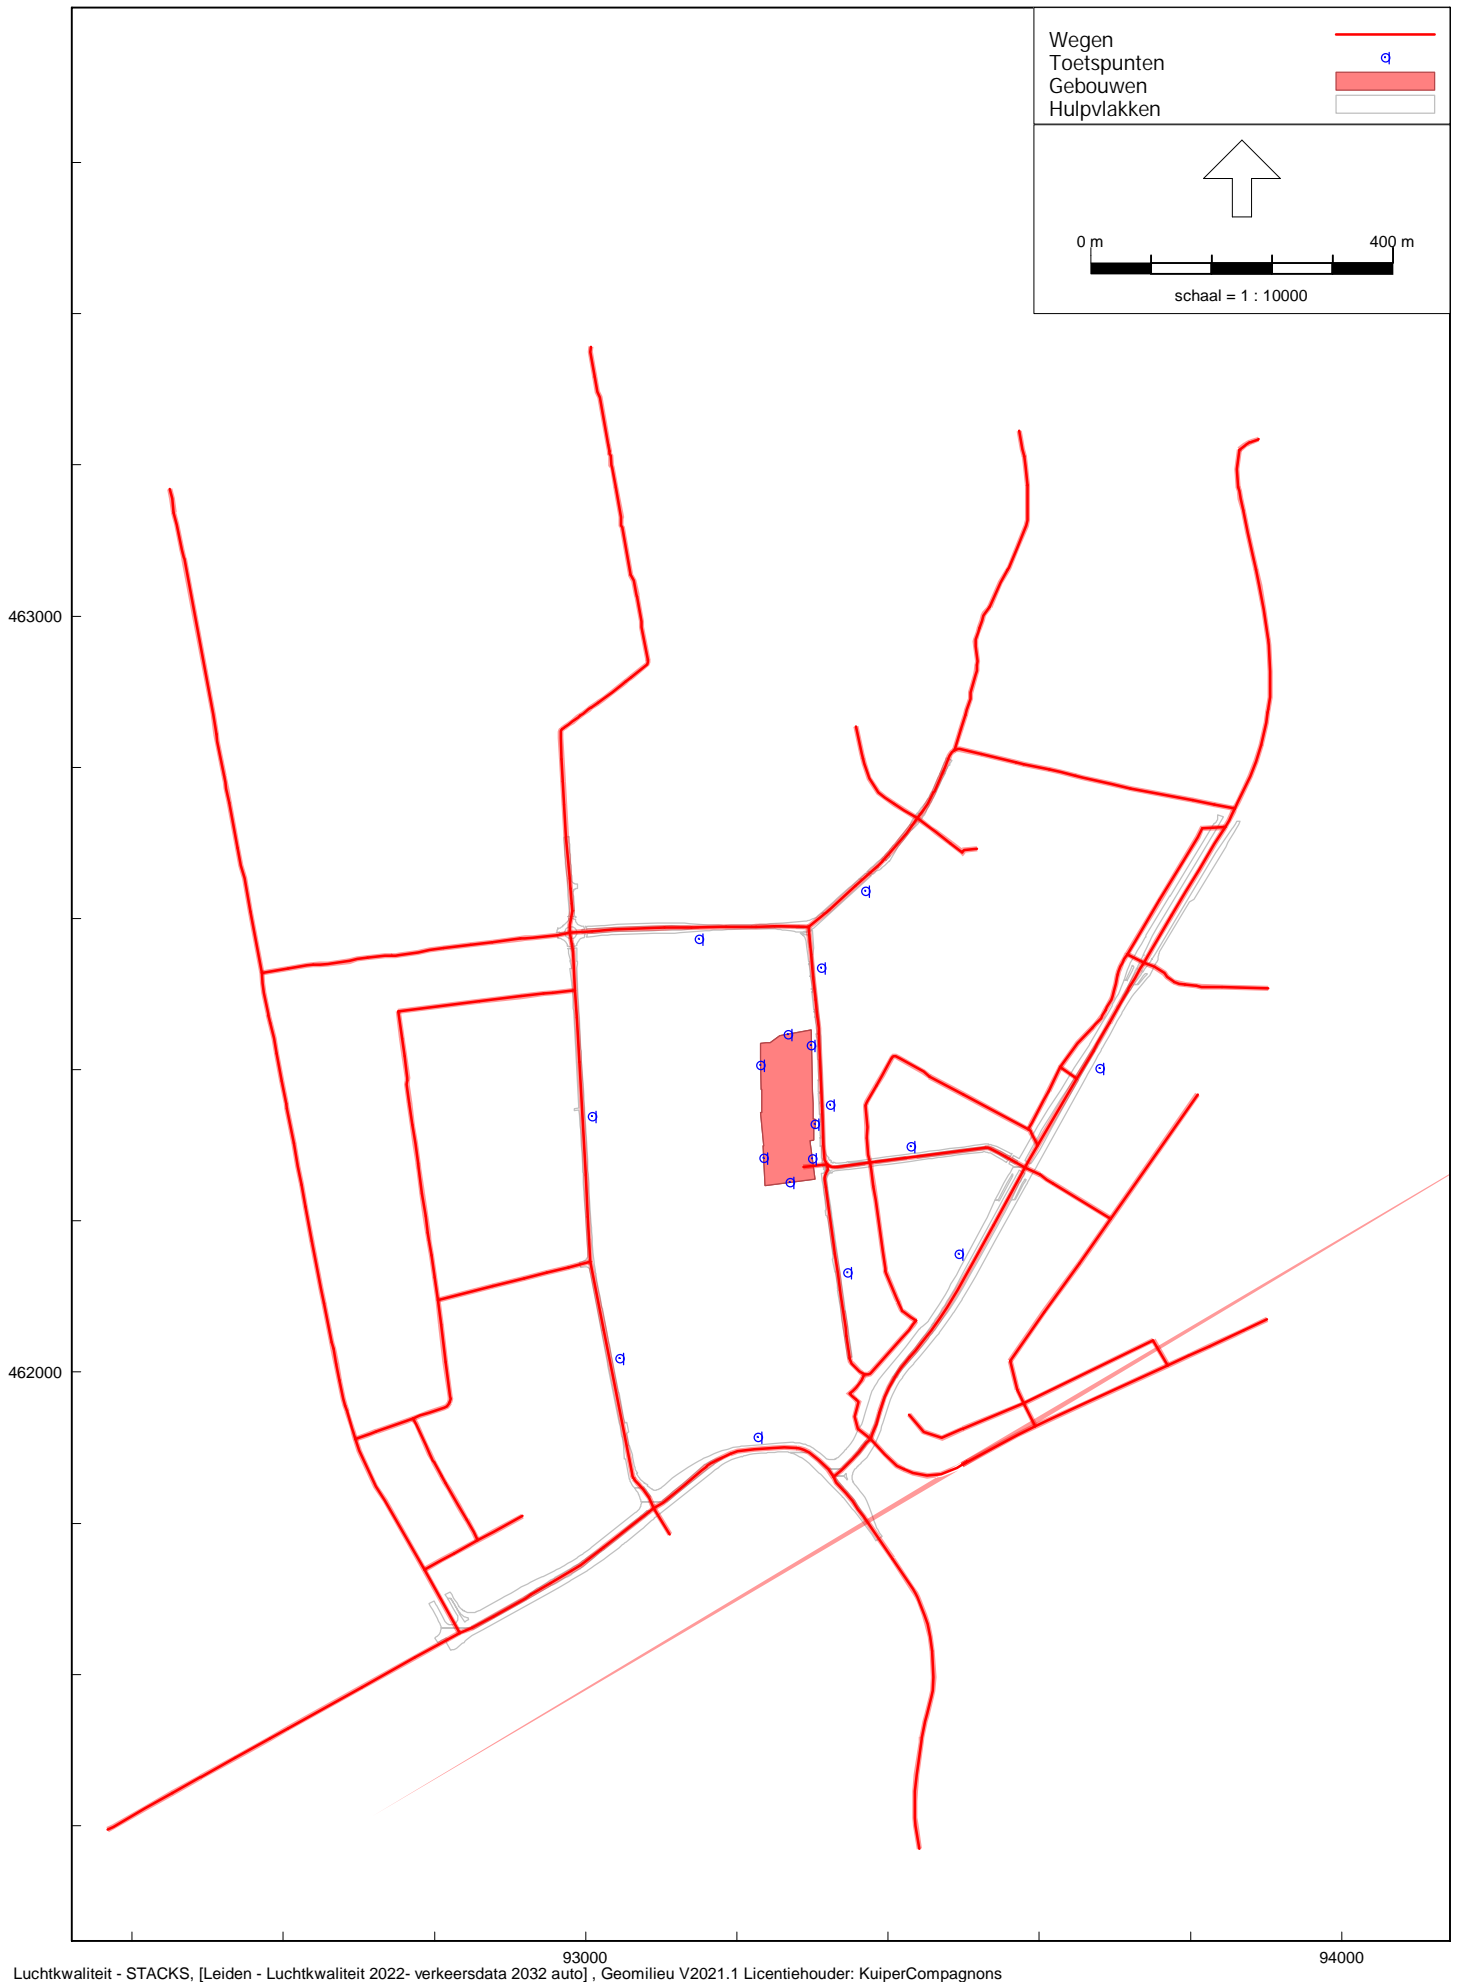 Wegen
Toetspunten
Gebouwen
Hulpvlakken
0 m 400 m
schaal = 1 : 10000
463000
462000
93000 94000
Luchtkwaliteit - STACKS, [Leiden - Luchtkwaliteit 2022- verkeersdata 2032 auto] , Geomilieu V2021.1 Licentiehouder: KuiperCompagnons